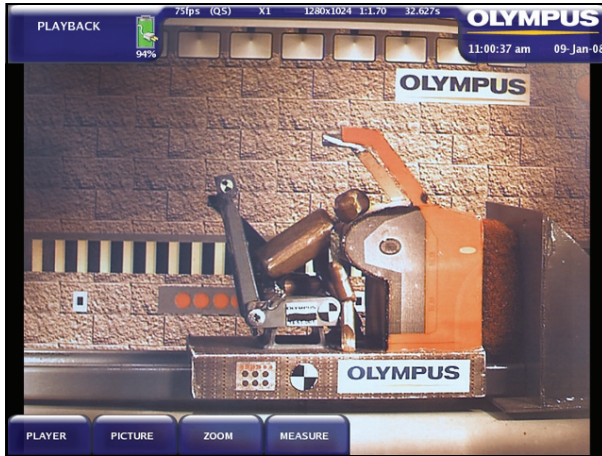 PLAYBACK
94%
75fps (QS) X1 1280x1024 1:1.70 32.627s
OLYMPUS
11:00:37 am 09-Jan-08
OLYMPUS
OLYMPUS
OLYMPUS
PLAYER PICTURE ZOOM MEASURE